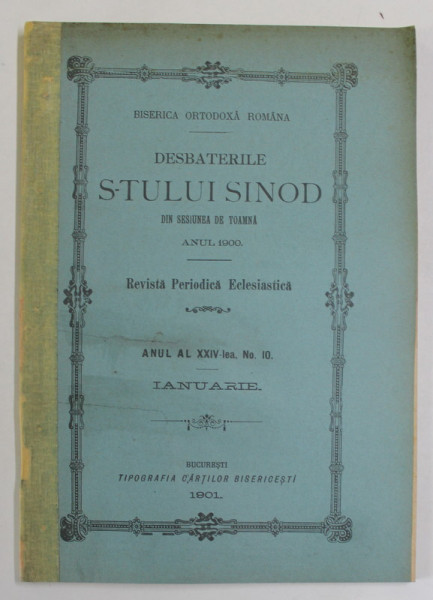 BISERICA ORTODOXĂ ROMÂNA
DESBATERILE
S-TULUI SINOD
DIN SESIUNEA DE TOAMNĂ
ANUL 1900.
Revistă Periodică Eclesiastică
ANUL AL XXIV-lea, No. 10.
IANUARIE.
BUCUREȘTI
TIPOGRAFIA CĂRȚILOR BISERICEȘTI
1901.